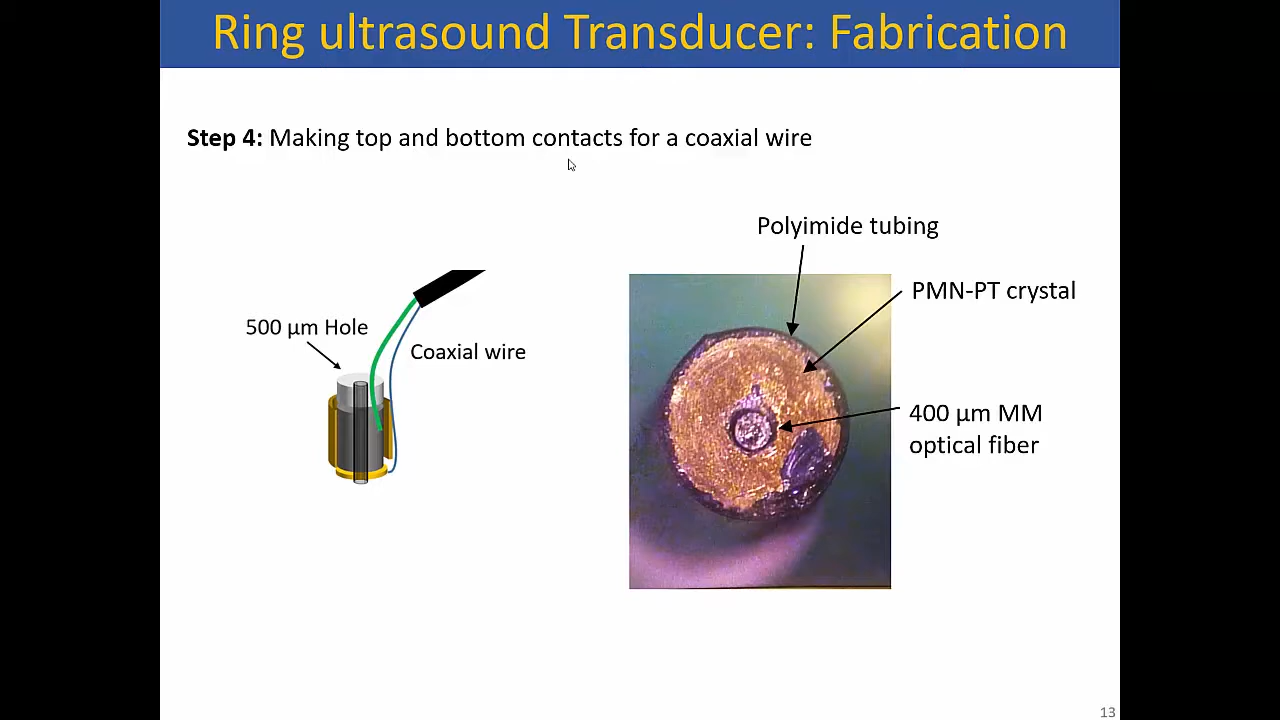 Ring ultrasound Transducer: Fabrication
Step 4: Making top and bottom contacts for a coaxial wire
Polyimide tubing
PMN-PT crystal
500 µm Hole
Coaxial wire
400 µm MM
optical fiber
13